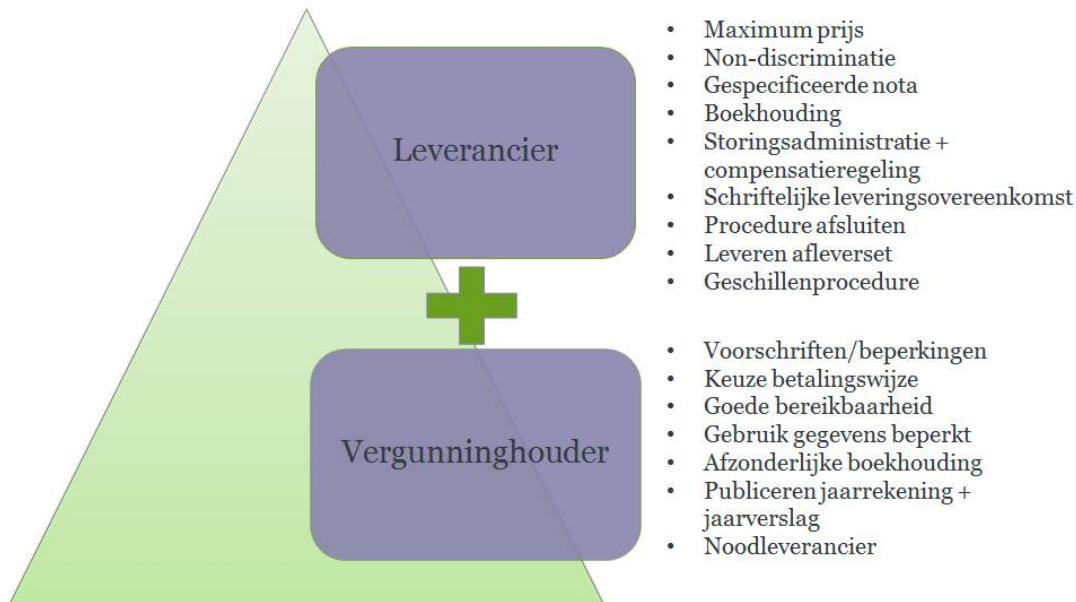 Leverancier
• Maximum prijs
• Non-discriminatie
• Gespecificeerde nota
• Boekhouding
• Storingsadministratie +
compensatieregeling
• Schriftelijke leveringsovereenkomst
• Procedure afsluiten
• Leveren afleverset
• Geschillenprocedure
Vergunninghouder
• Voorschriften/beperkingen
• Keuze betalingswijze
• Goede bereikbaarheid
• Gebruik gegevens beperkt
• Afzonderlijke boekhouding
• Publiceren jaarrekening +
jaarverslag
• Noodleverancier